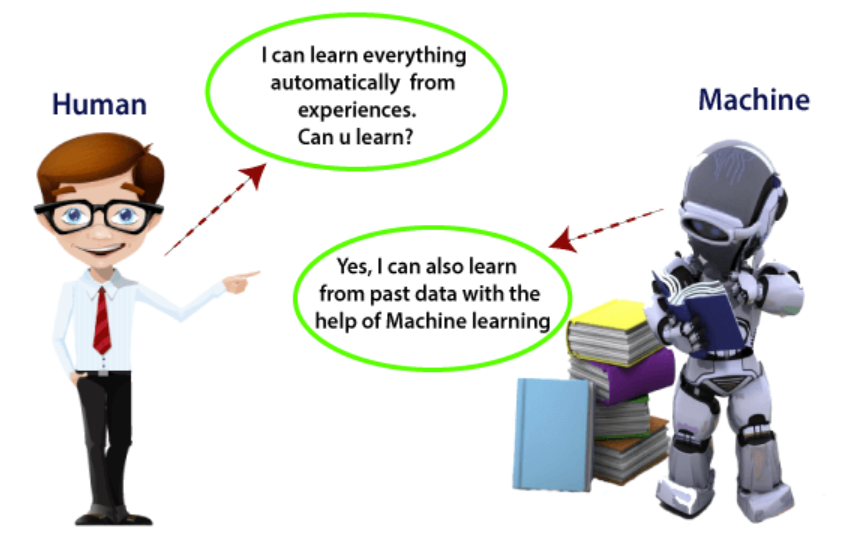 Human
I can learn everything
automatically from
experiences.
Can u learn?
Machine
Yes, I can also learn
from past data with the
help of Machine learning